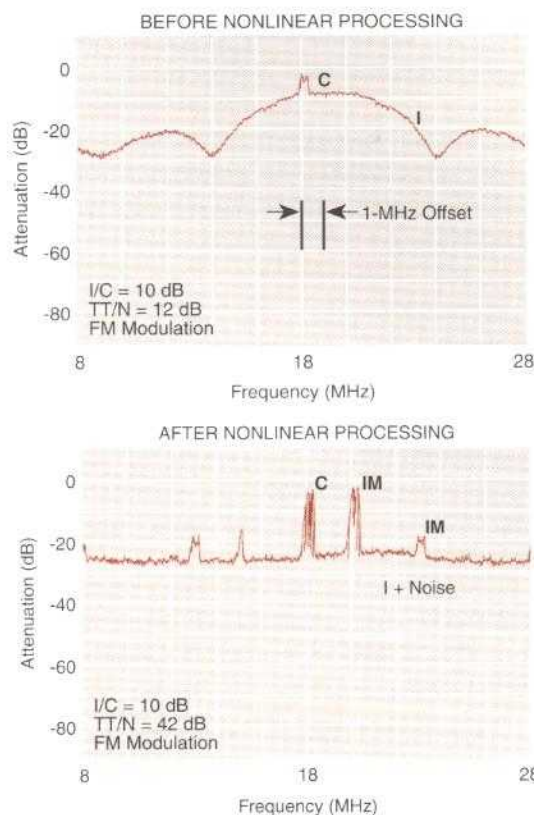 BEFORE NONLINEAR PROCESSING
0
-20
-40
-60
-80
Attenuation (dB)
C
I
1-MHz Offset
I/C = 10 dB
TT/N = 12 dB
FM Modulation
8
18
28
Frequency (MHz)
AFTER NONLINEAR PROCESSING
0
-20
-40
-60
-80
Attenuation (dB)
C
IM
IM
I + Noise
I/C = 10 dB
TT/N = 42 dB
FM Modulation
8
18
28
Frequency (MHz)